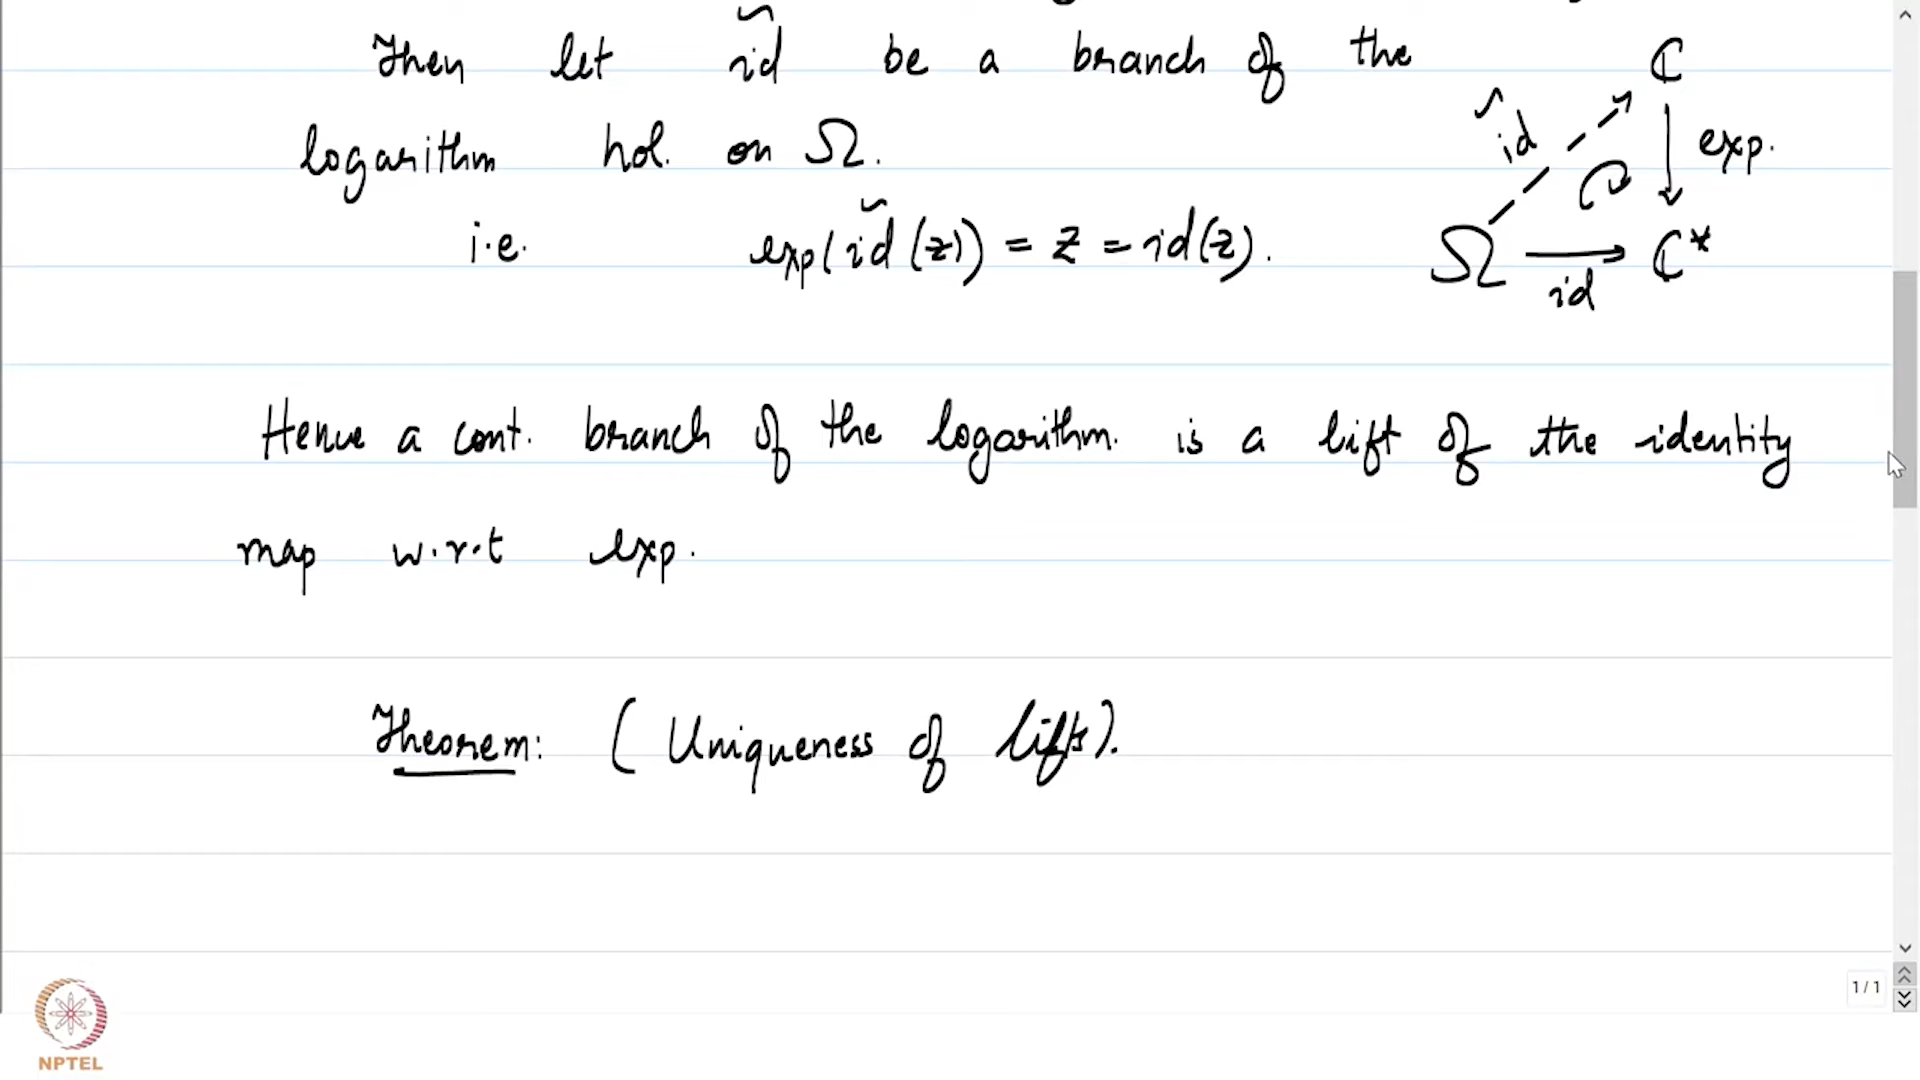 Then let ĩd be a branch of the
logarithm hol. on Ω.
i.e. exp(ĩd(z)) = z = id(z).
ℂ
ĩd
exp.
Ω → ℂ*
id
Hence a cont. branch of the logarithm. is a lift of the identity
map w.r.t exp.
Theorem: (Uniqueness of lifts).
1 / 1
NPTEL